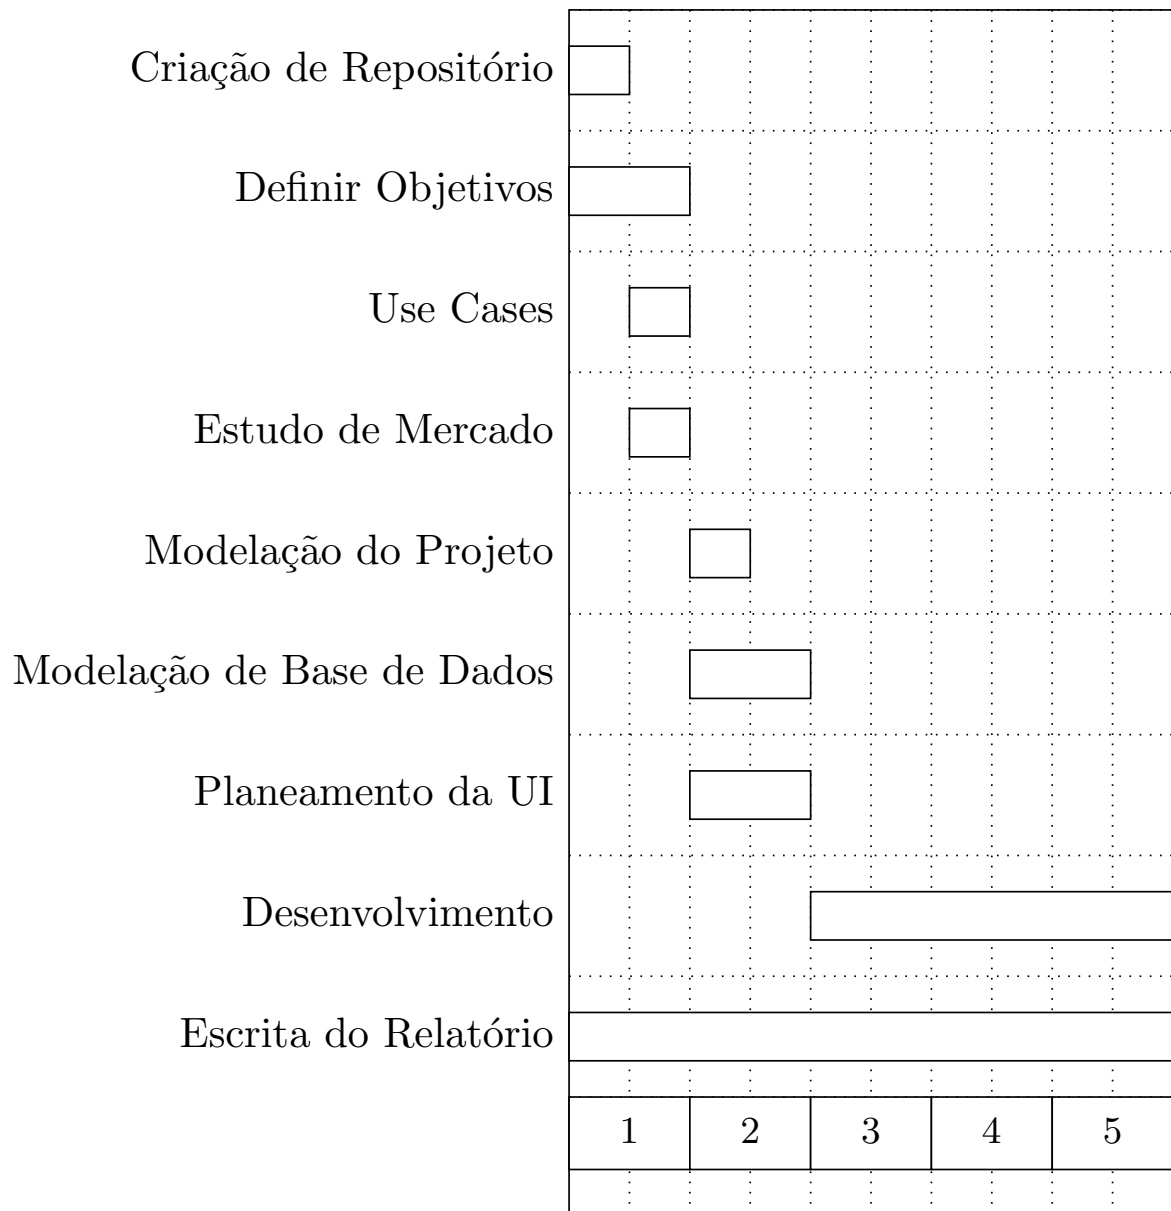 Criação de Repositório
Definir Objetivos
Use Cases
Estudo de Mercado
Modelação do Projeto
Modelação de Base de Dados
Planeamento da UI
Desenvolvimento
Escrita do Relatório
1 2 3 4 5